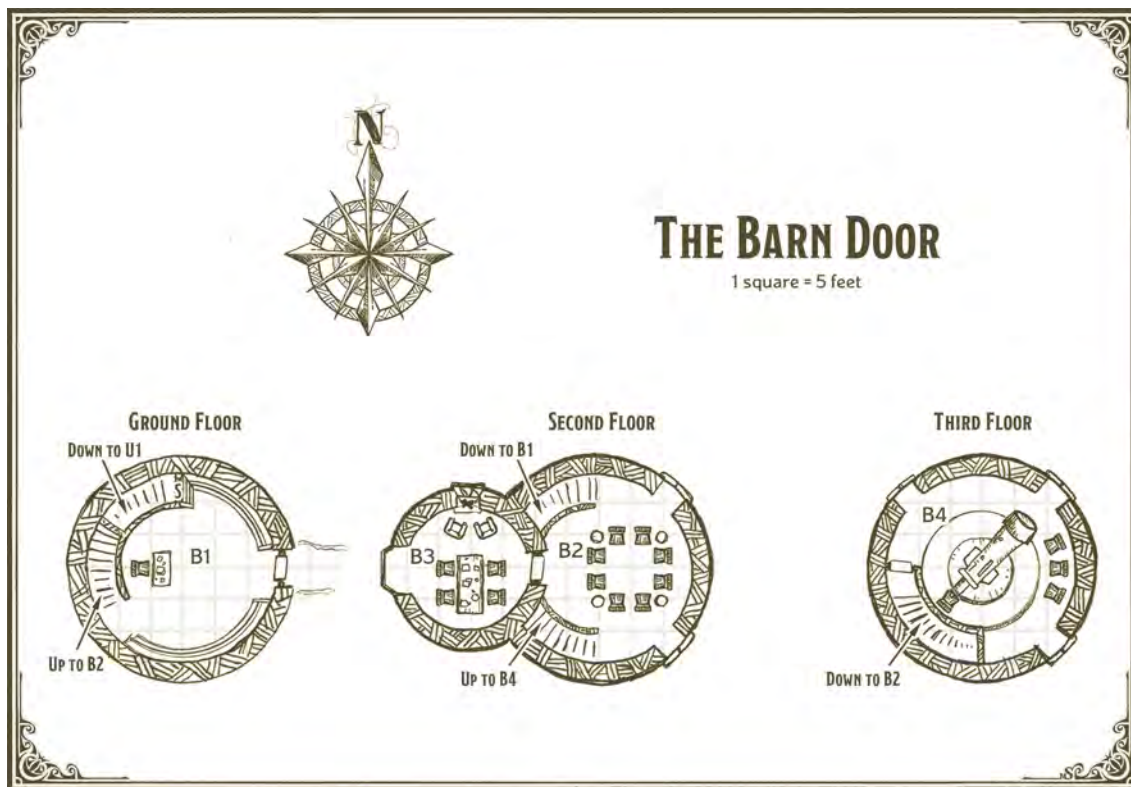 N
THE BARN DOOR
1 square = 5 feet
GROUND FLOOR
DOWN TO U1
S
B1
UP TO B2
SECOND FLOOR
DOWN TO B1
B3
B2
UP TO B4
THIRD FLOOR
B4
DOWN TO B2